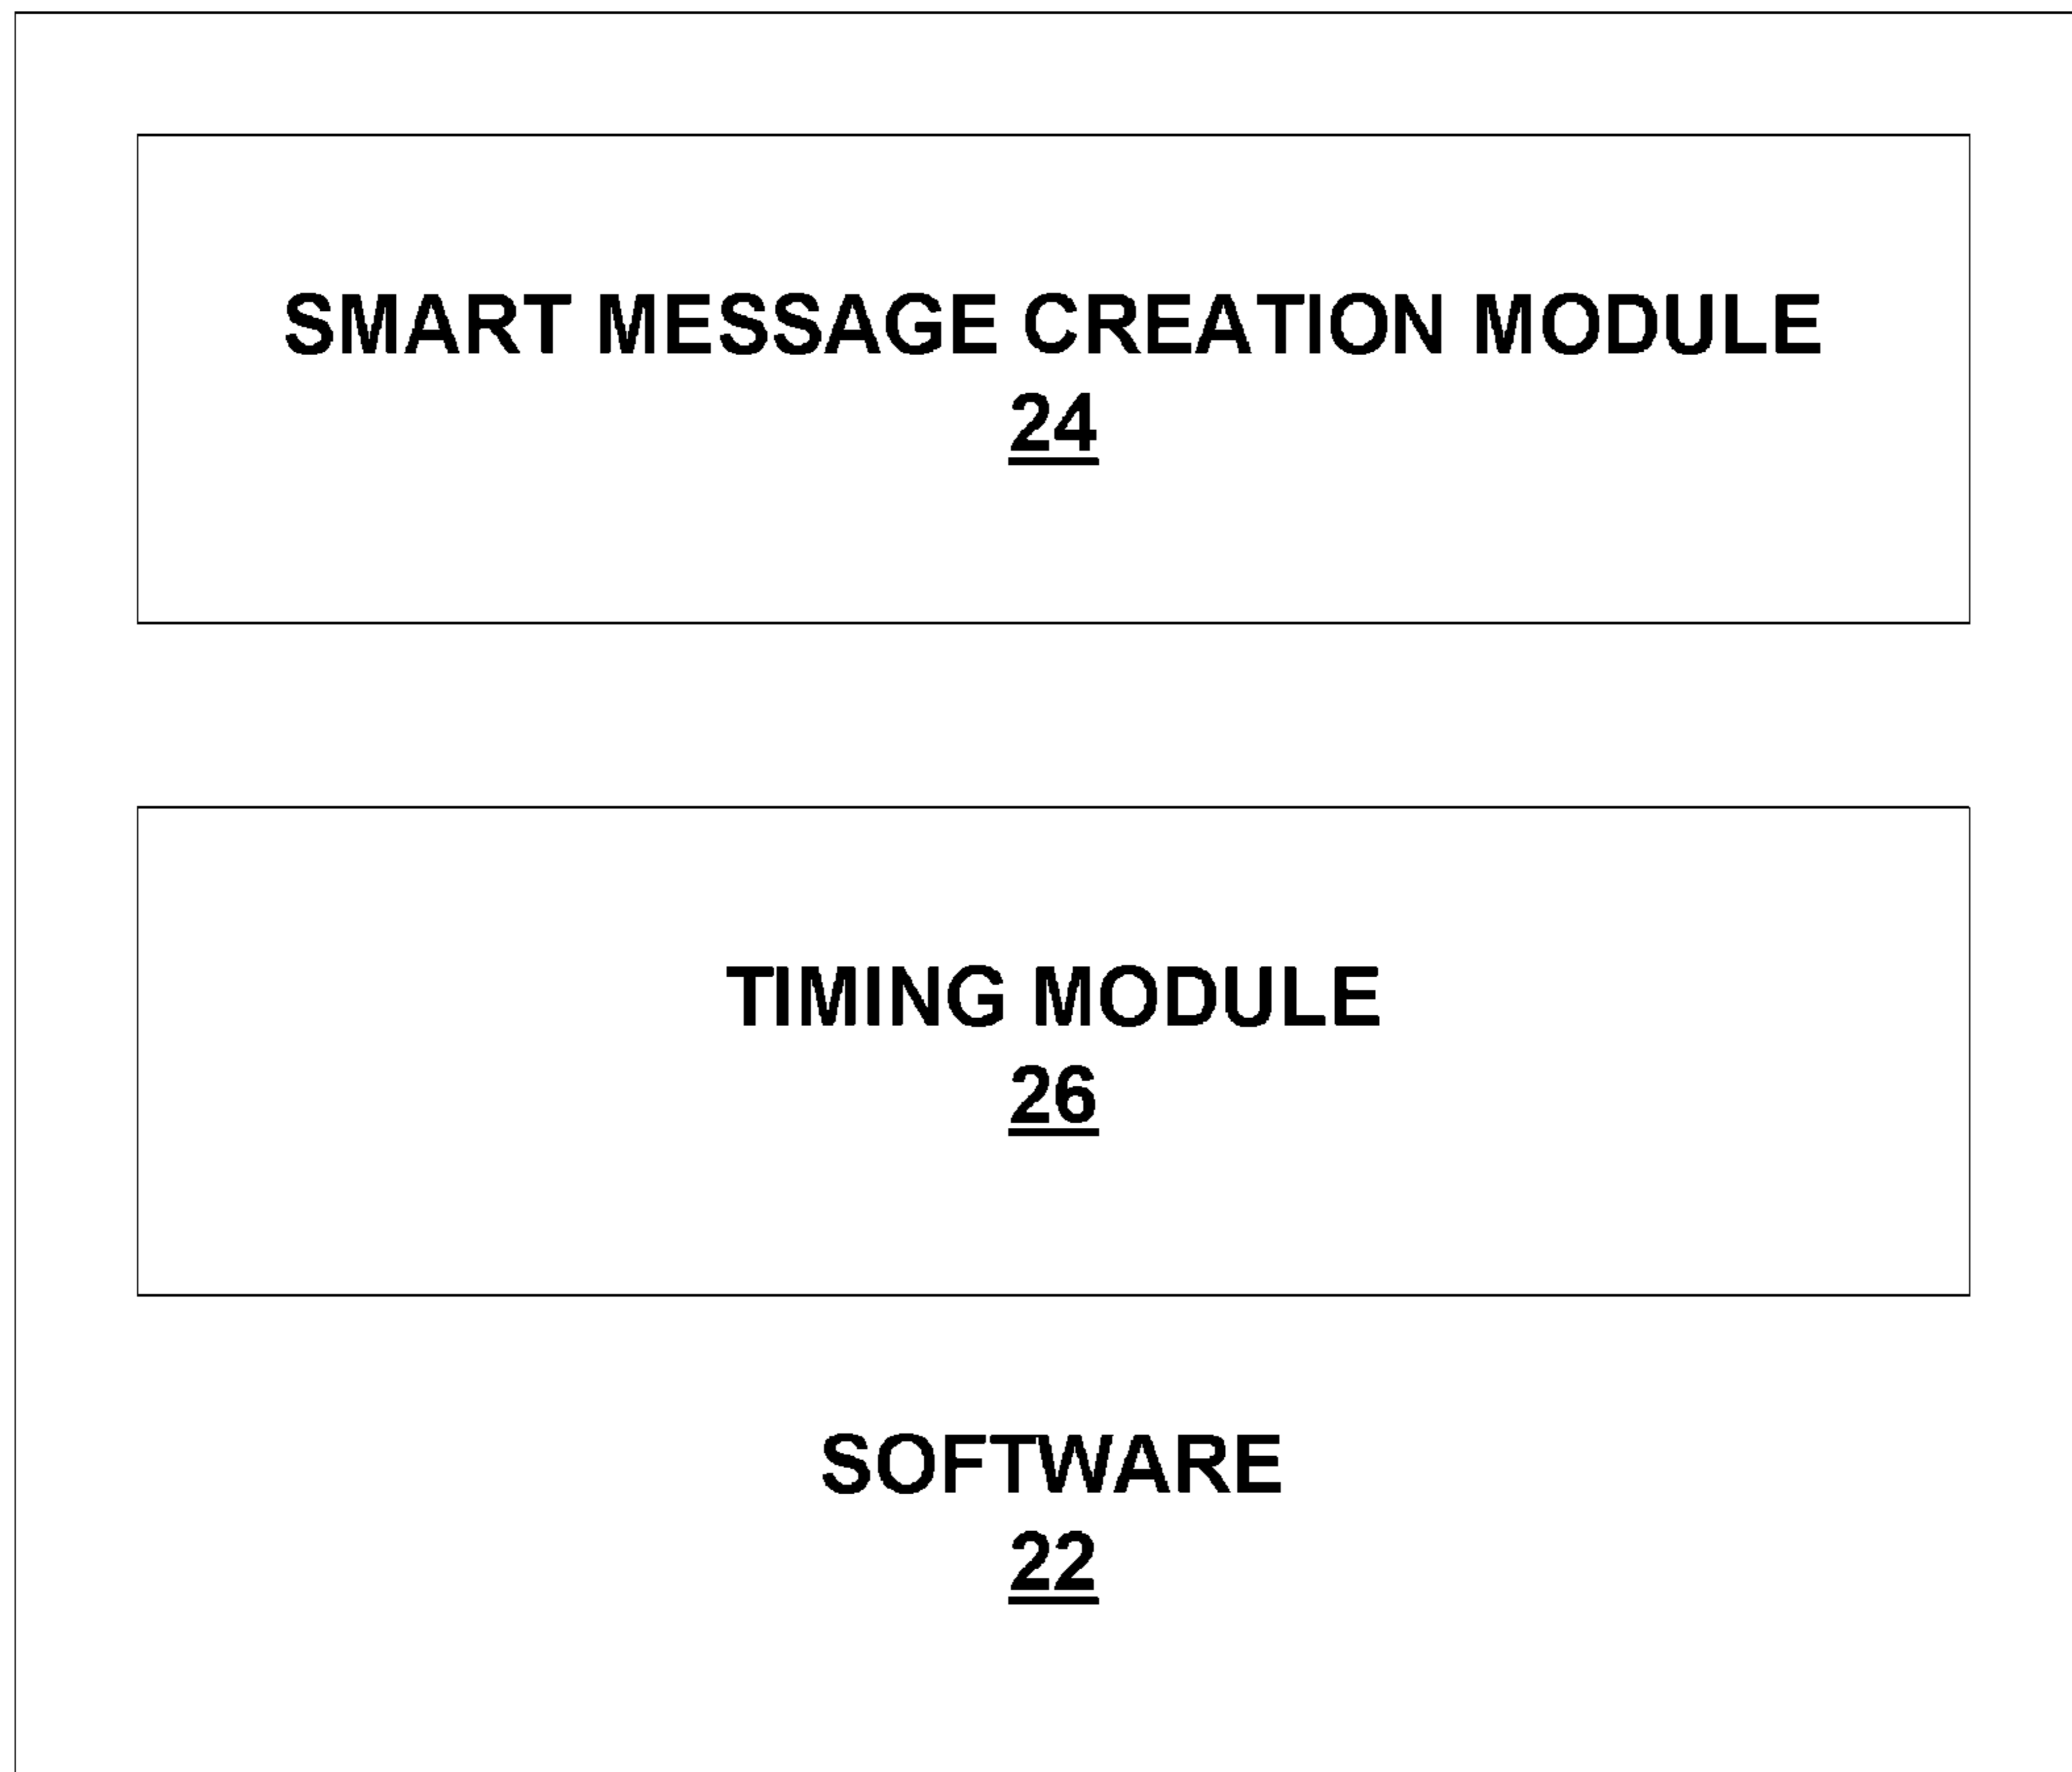 SMART MESSAGE CREATION MODULE
24
TIMING MODULE
26
SOFTWARE
22